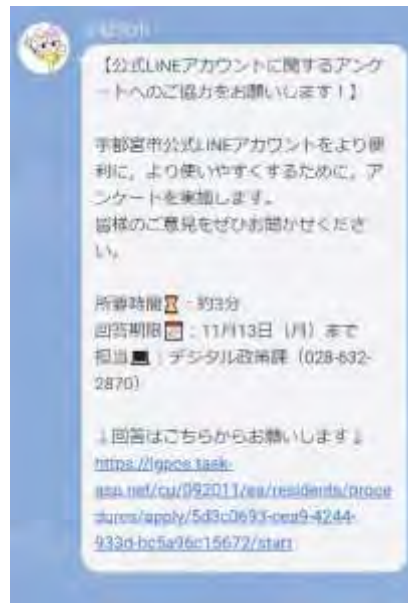 【公式LINEアカウントに関するアンケ
ートへのご協力をお願いします！】
宇都宮市公式LINEアカウントをより便
利に，より使いやすくするために，ア
ンケートを実施します。
皆様のご意見をぜひお聞かせくださ
い。
所要時間⏳：約3分
回答期限📅：11月13日（月）まで
担当💻：デジタル政策課（028-632-
2870）
↓回答はこちらからお願いします↓
https://lgpos.task-
asp.net/cu/092011/ea/residents/proce
dures/apply/5d3c0693-cea9-4244-
933d-bc5a96c15672/start